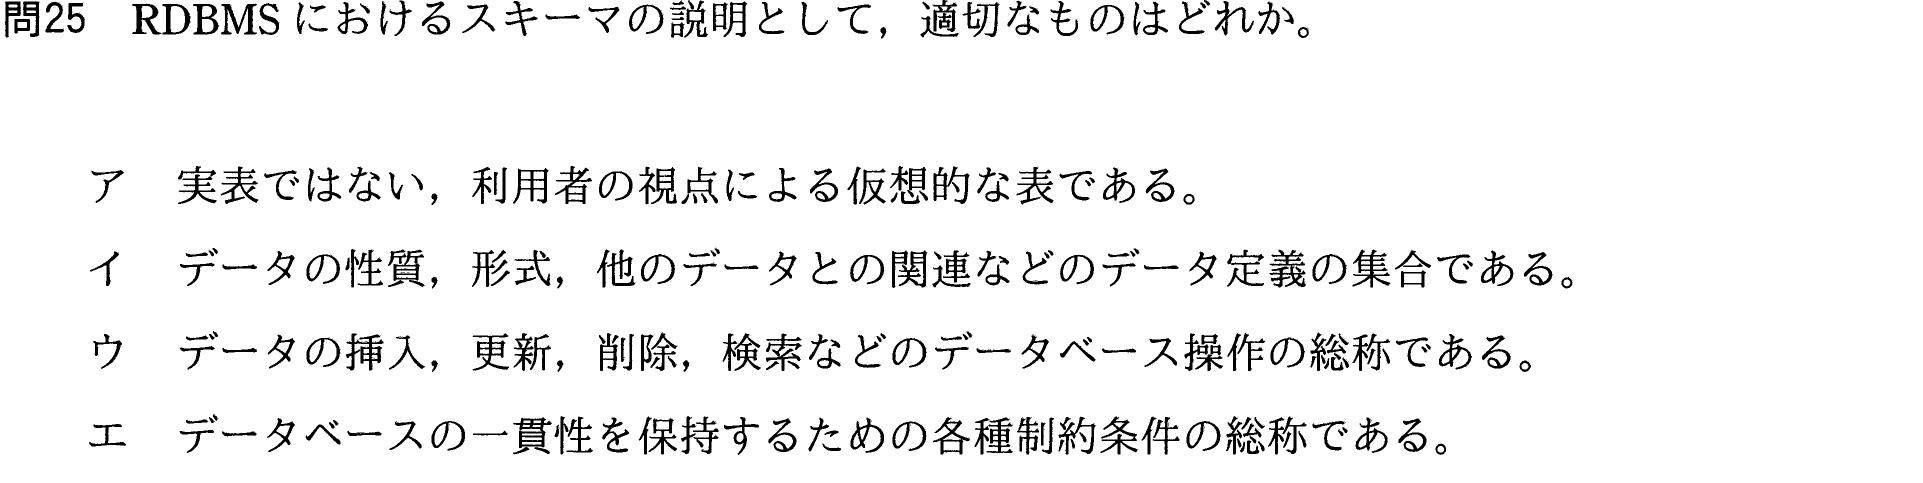 問25 RDBMSにおけるスキーマの説明として，適切なものはどれか。
ア 実表ではない，利用者の視点による仮想的な表である。
イ データの性質，形式，他のデータとの関連などのデータ定義の集合である。
ウ データの挿入，更新，削除，検索などのデータベース操作の総称である。
エ データベースの一貫性を保持するための各種制約条件の総称である。